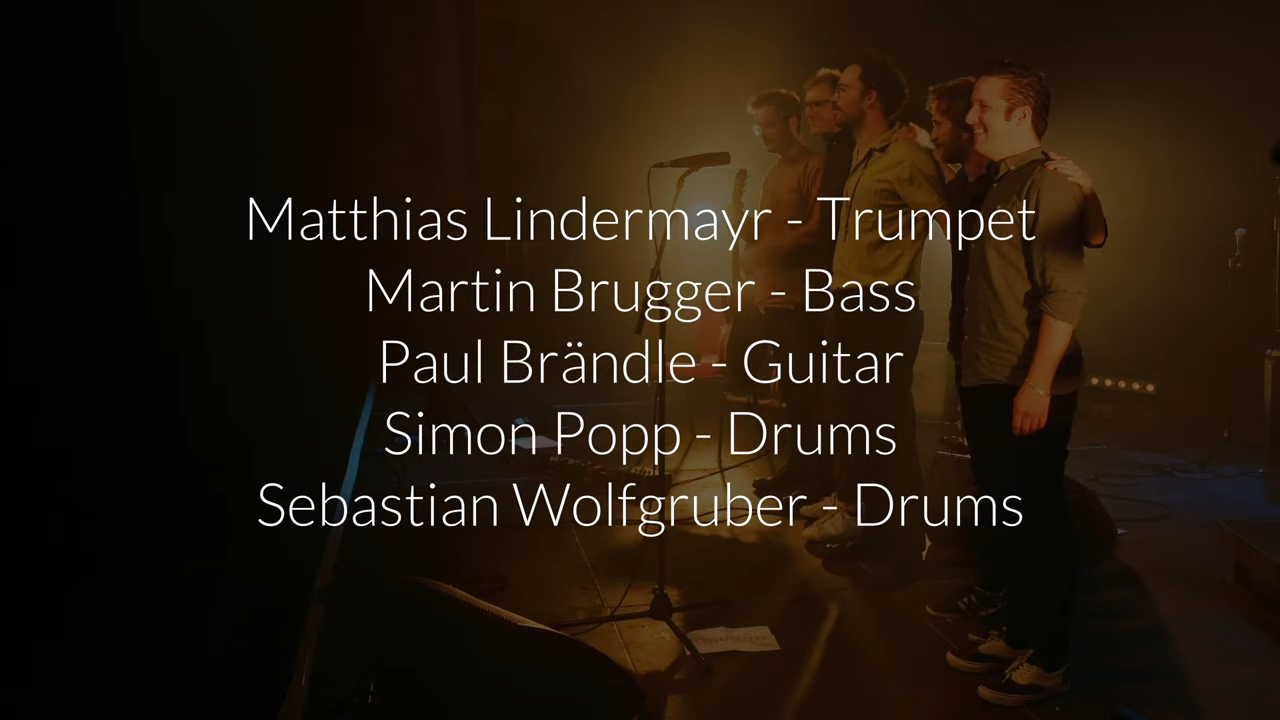 Matthias Lindermayr - Trumpet
Martin Brugger - Bass
Paul Brändle - Guitar
Simon Popp - Drums
Sebastian Wolfgruber - Drums